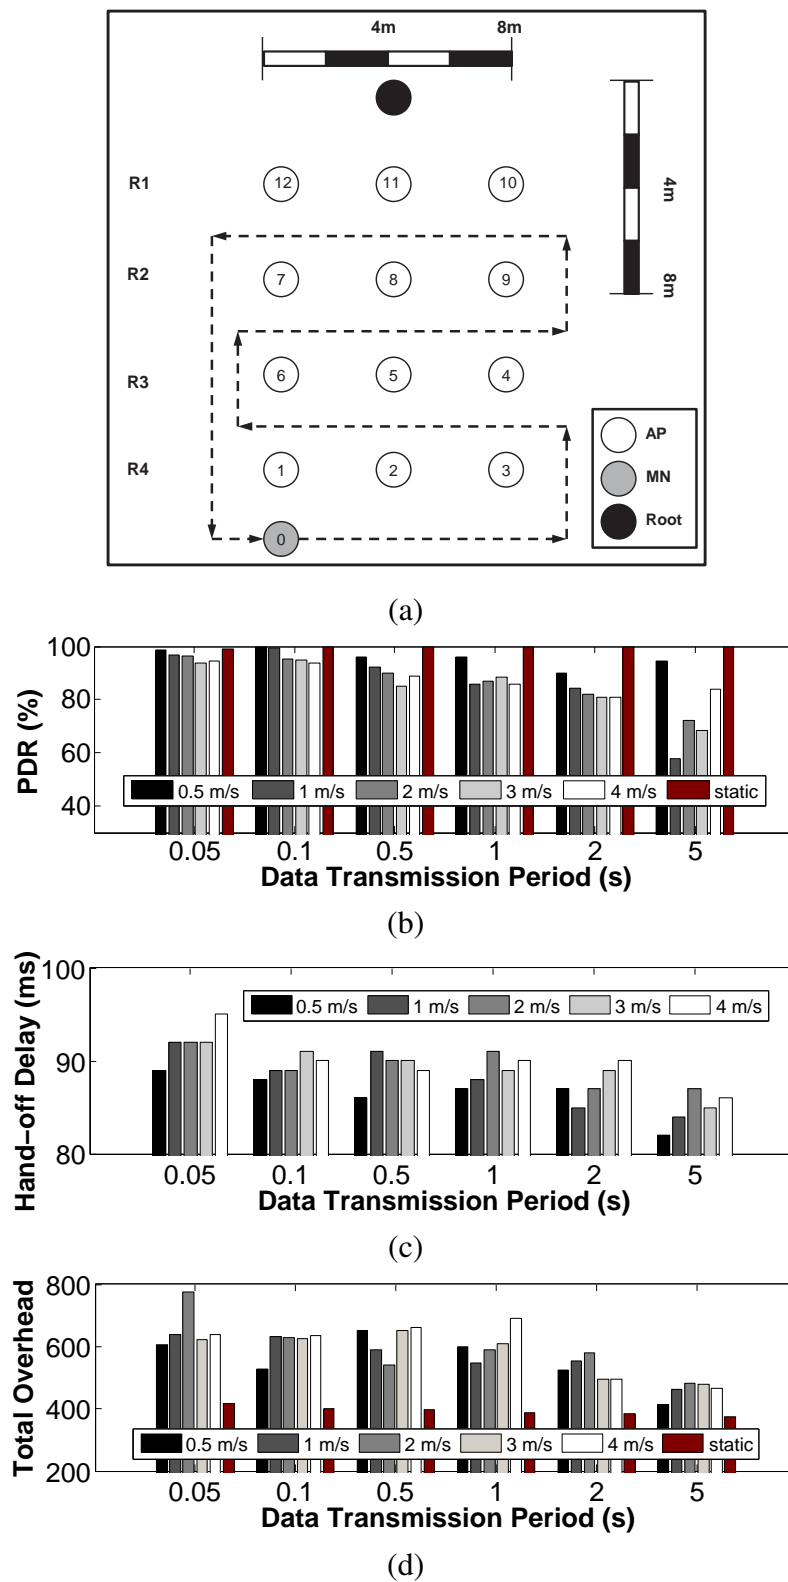 4m 8m
R1 12 11 10
4m
R2 7 8 9
8m
R3 6 5 4
AP
R4 1 2 3
MN
Root
0
(a)
100
80
60
40
PDR (%)
0.5 m/s 1 m/s 2 m/s 3 m/s 4 m/s static
0.05 0.1 0.5 1 2 5
Data Transmission Period (s)
(b)
100
90
80
Hand-off Delay (ms)
0.5 m/s 1 m/s 2 m/s 3 m/s 4 m/s
0.05 0.1 0.5 1 2 5
Data Transmission Period (s)
(c)
800
600
400
200
Total Overhead
0.5 m/s 1 m/s 2 m/s 3 m/s 4 m/s static
0.05 0.1 0.5 1 2 5
Data Transmission Period (s)
(d)